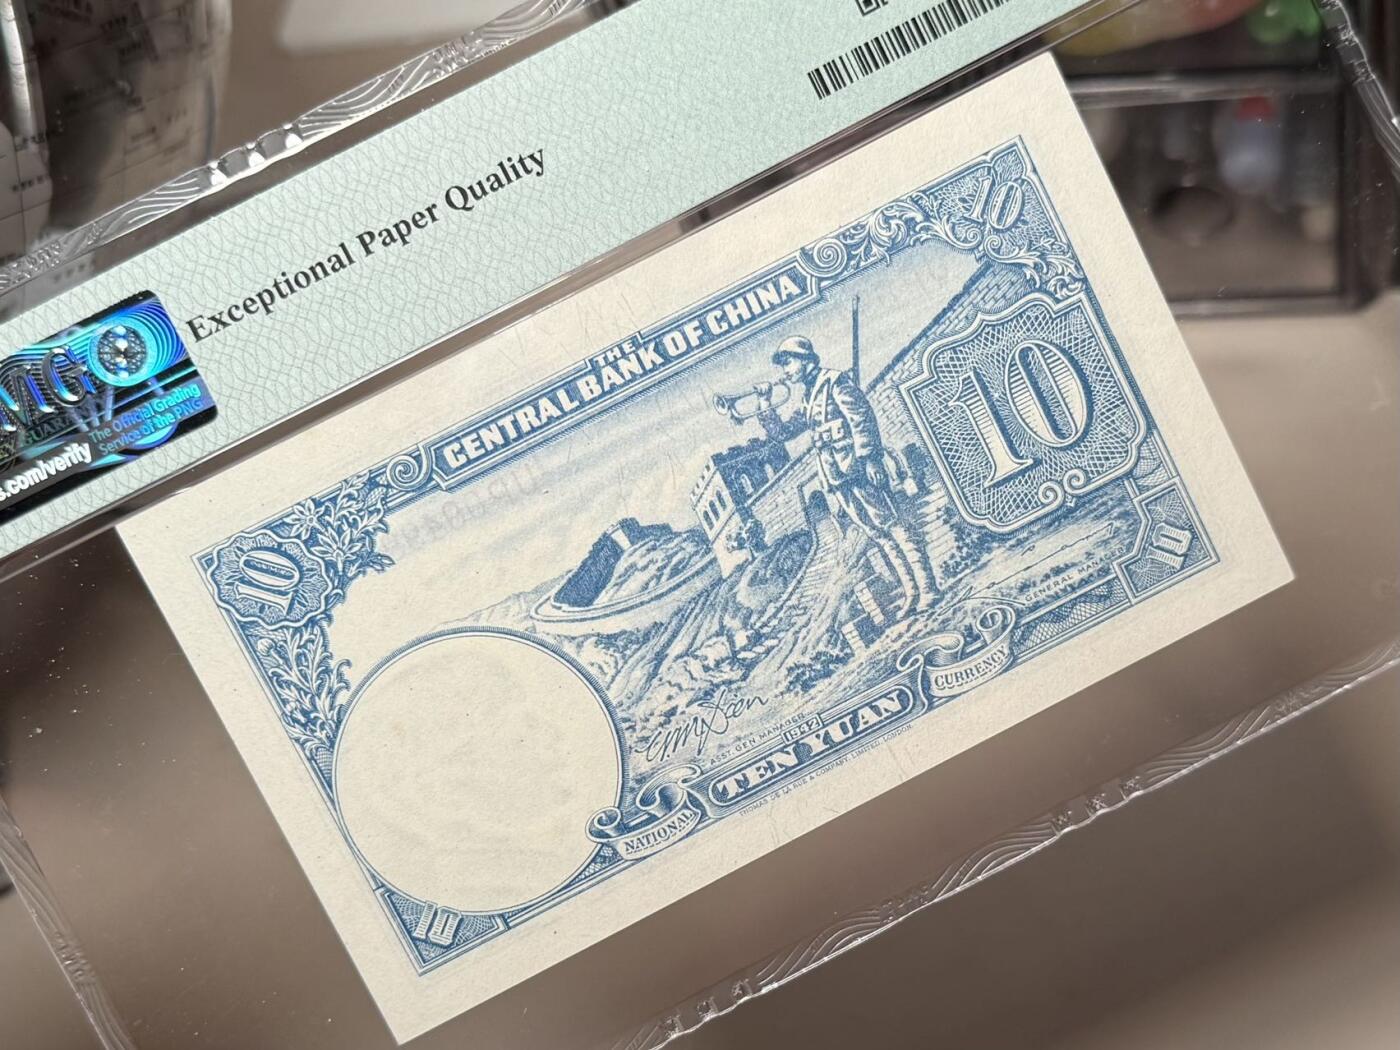 Exceptional Paper Quality
PMG
The Official Grading
Service of the PNG
s.com/verify
10
THE
CENTRAL BANK OF CHINA
10
10
GENERAL MANAGER
10
CURRENCY
ASST. GEN. MANAGER
1942
TEN YUAN
NATIONAL
THOMAS DE LA RUE & COMPANY, LIMITED, LONDON.
10